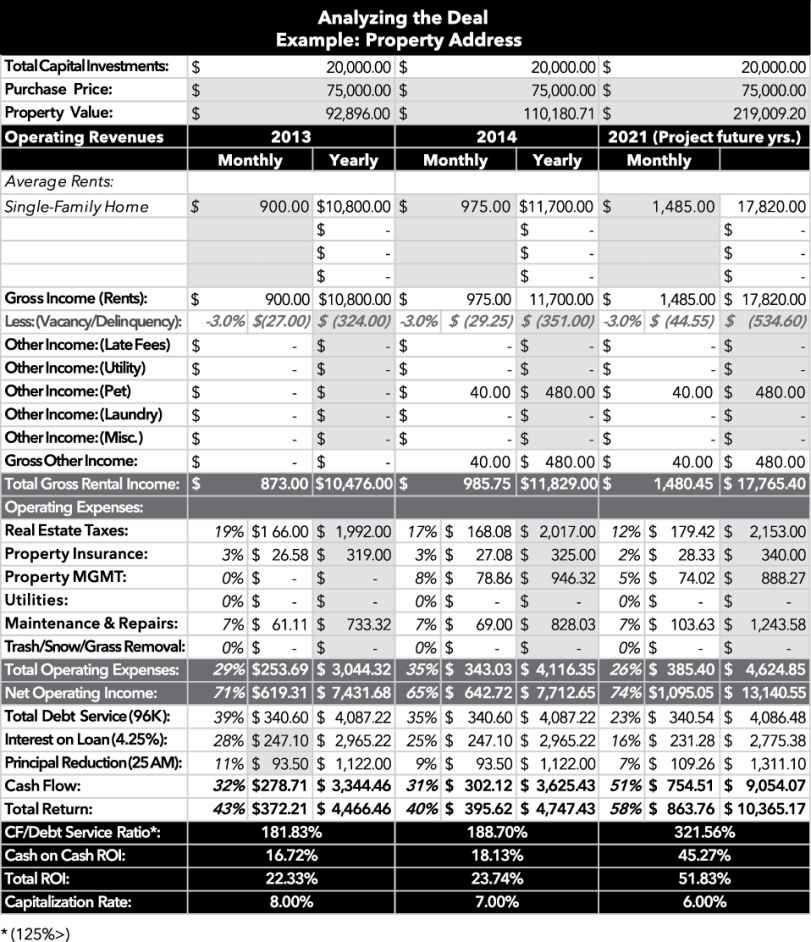 Analyzing the Deal
Example: Property Address
Total Capital Investments: $ 20,000.00 $ 20,000.00 $ 20,000.00
Purchase Price: $ 75,000.00 $ 75,000.00 $ 75,000.00
Property Value: $ 92,896.00 $ 110,180.71 $ 219,009.20
Operating Revenues 2013 2014 2021 (Project future yrs.)
Monthly Yearly Monthly Yearly Monthly
Average Rents:
Single-Family Home $ 900.00 $10,800.00 $ 975.00 $11,700.00 $ 1,485.00 17,820.00
$ - $ - $ -
$ - $ - $ -
$ - $ - $ -
Gross Income (Rents): $ 900.00 $10,800.00 $ 975.00 11,700.00 $ 1,485.00 $ 17,820.00
Less:(Vacancy/Delinquency): -3.0% $(27.00) $ (324.00) -3.0% $ (29.25) $ (351.00) -3.0% $ (44.55) $ (534.60)
Other Income:(Late Fees) $ - $ - $ - $ - $ - $ -
Other Income:(Utility) $ - $ - $ - $ - $ - $ -
Other Income:(Pet) $ - $ - $ 40.00 $ 480.00 $ 40.00 $ 480.00
Other Income:(Laundry) $ - $ - $ - $ - $ - $ -
Other Income:(Misc.) $ - $ - $ - $ - $ - $ -
Gross Other Income: $ - $ - 40.00 $ 480.00 $ 40.00 $ 480.00
Total Gross Rental Income: $ 873.00 $10,476.00 $ 985.75 $11,829.00 $ 1,480.45 $ 17,765.40
Operating Expenses:
Real Estate Taxes: 19% $1 66.00 $ 1,992.00 17% $ 168.08 $ 2,017.00 12% $ 179.42 $ 2,153.00
Property Insurance: 3% $ 26.58 $ 319.00 3% $ 27.08 $ 325.00 2% $ 28.33 $ 340.00
Property MGMT: 0% $ - $ - 8% $ 78.86 $ 946.32 5% $ 74.02 $ 888.27
Utilities: 0% $ - $ - 0% $ - $ - 0% $ - $ -
Maintenance & Repairs: 7% $ 61.11 $ 733.32 7% $ 69.00 $ 828.03 7% $ 103.63 $ 1,243.58
Trash/Snow/Grass Removal: 0% $ - $ - 0% $ - $ - 0% $ - $ -
Total Operating Expenses: 29% $253.69 $ 3,044.32 35% $ 343.03 $ 4,116.35 26% $ 385.40 $ 4,624.85
Net Operating Income: 71% $619.31 $ 7,431.68 65% $ 642.72 $ 7,712.65 74% $1,095.05 $ 13,140.55
Total Debt Service (96K): 39% $ 340.60 $ 4,087.22 35% $ 340.60 $ 4,087.22 23% $ 340.54 $ 4,086.48
Interest on Loan (4.25%): 28% $ 247.10 $ 2,965.22 25% $ 247.10 $ 2,965.22 16% $ 231.28 $ 2,775.38
Principal Reduction (25 AM): 11% $ 93.50 $ 1,122.00 9% $ 93.50 $ 1,122.00 7% $ 109.26 $ 1,311.10
Cash Flow: 32% $278.71 $ 3,344.46 31% $ 302.12 $ 3,625.43 51% $ 754.51 $ 9,054.07
Total Return: 43% $372.21 $ 4,466.46 40% $ 395.62 $ 4,747.43 58% $ 863.76 $ 10,365.17
CF/Debt Service Ratio*: 181.83% 188.70% 321.56%
Cash on Cash ROI: 16.72% 18.13% 45.27%
Total ROI: 22.33% 23.74% 51.83%
Capitalization Rate: 8.00% 7.00% 6.00%
* (125%>)